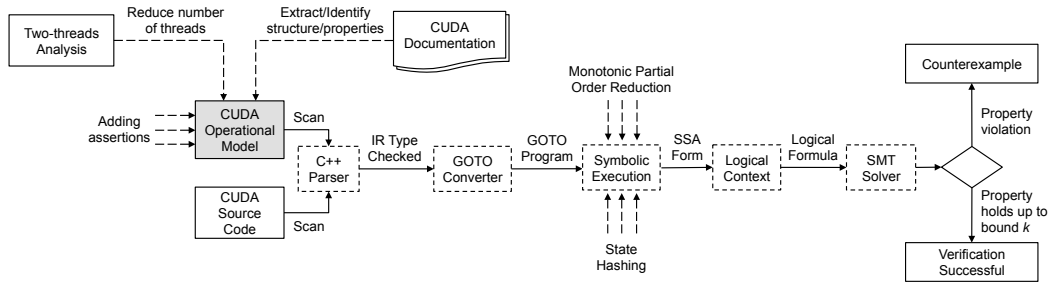 Two-threads
Analysis
Reduce number
of threads
Extract/Identify
structure/properties
CUDA
Documentation
Adding
assertions
CUDA
Operational
Model
Scan
CUDA
Source
Code
Scan
C++
Parser
IR Type
Checked
GOTO
Converter
GOTO
Program
Monotonic Partial
Order Reduction
Symbolic
Execution
State
Hashing
SSA
Form
Logical
Context
Logical
Formula
SMT
Solver
Counterexample
Property
violation
Property
holds up to
bound k
Verification
Successful